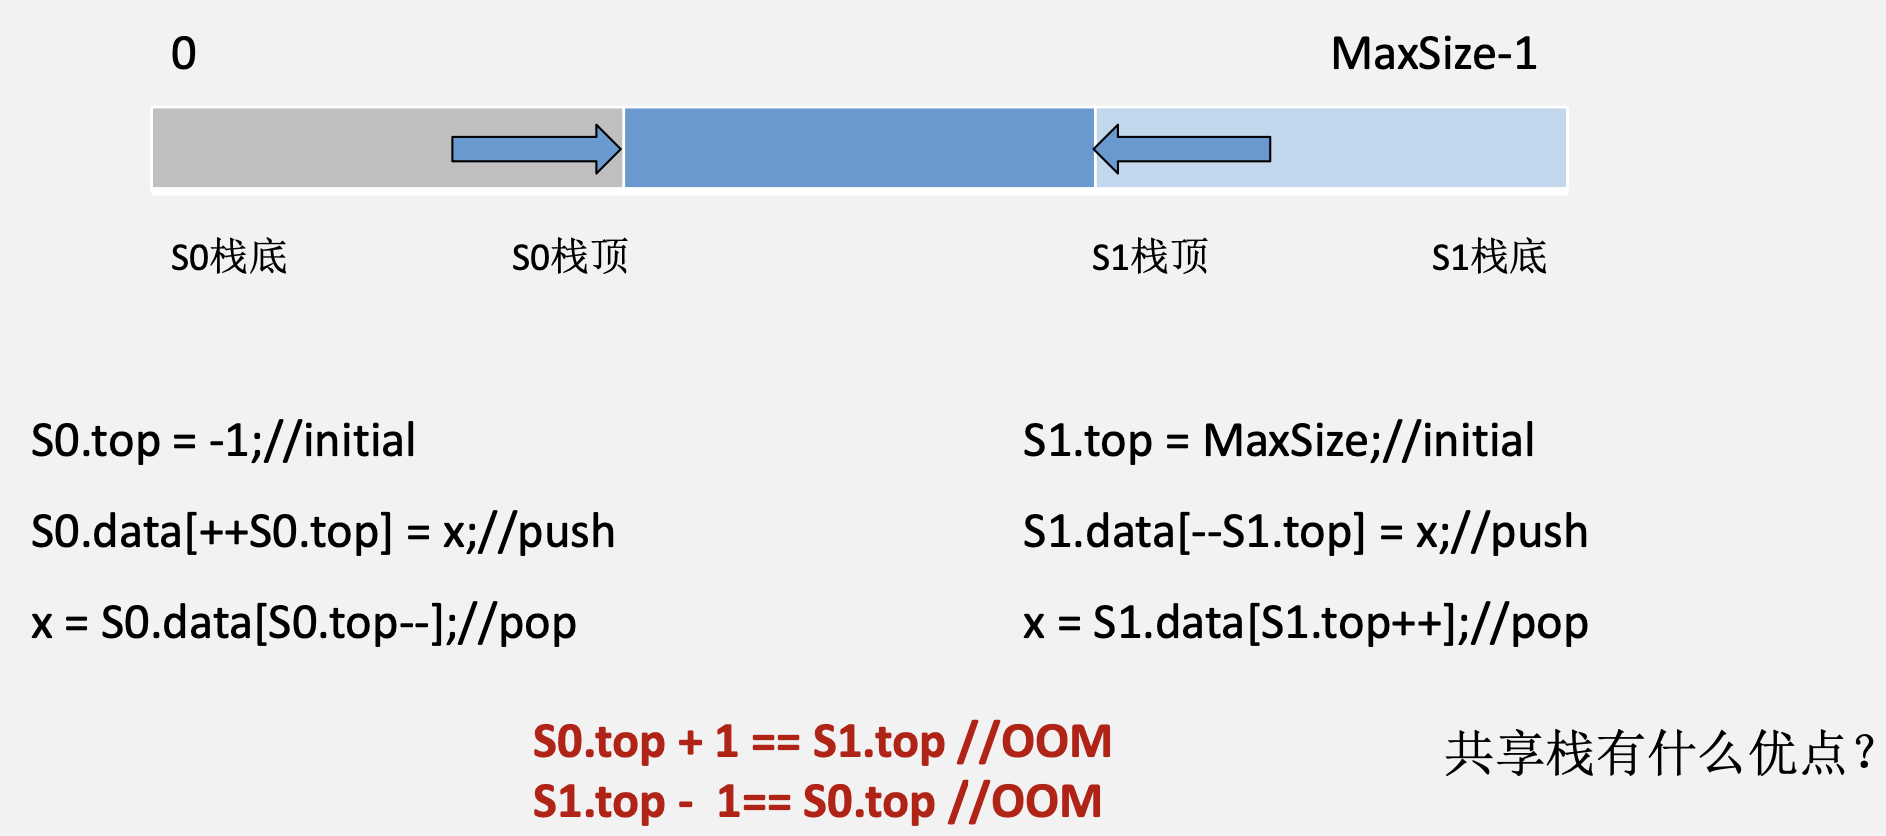 0 MaxSize-1
S0栈底 S0栈顶 S1栈顶 S1栈底
S0.top = -1;//initial S1.top = MaxSize;//initial
S0.data[++S0.top] = x;//push S1.data[--S1.top] = x;//push
x = S0.data[S0.top--];//pop x = S1.data[S1.top++];//pop
S0.top + 1 == S1.top //OOM
S1.top - 1== S0.top //OOM
共享栈有什么优点？